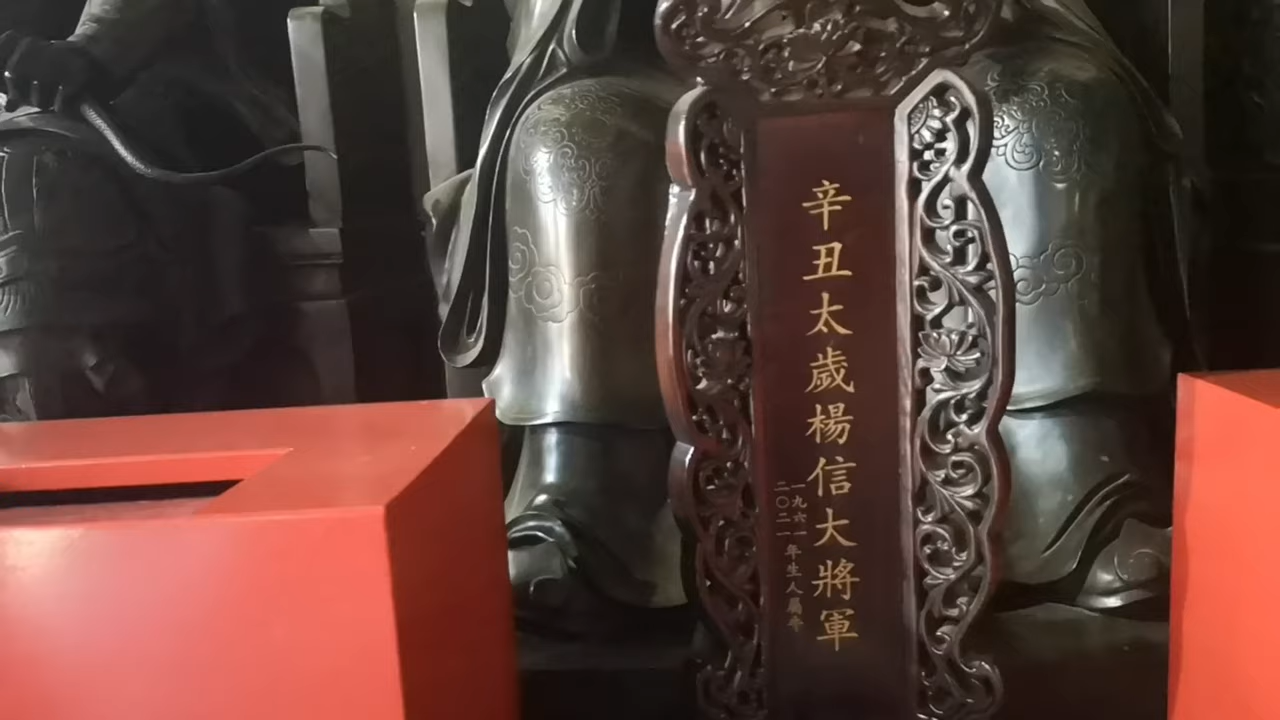 辛丑太歲楊信大將軍
一九六一
二〇二一
年生人屬牛